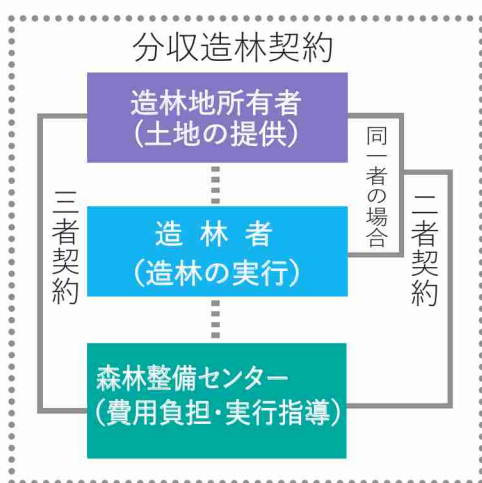 分収造林契約
造林地所有者
(土地の提供)
同一者の場合
三者契約
造林者
(造林の実行)
二者契約
森林整備センター
(費用負担・実行指導)